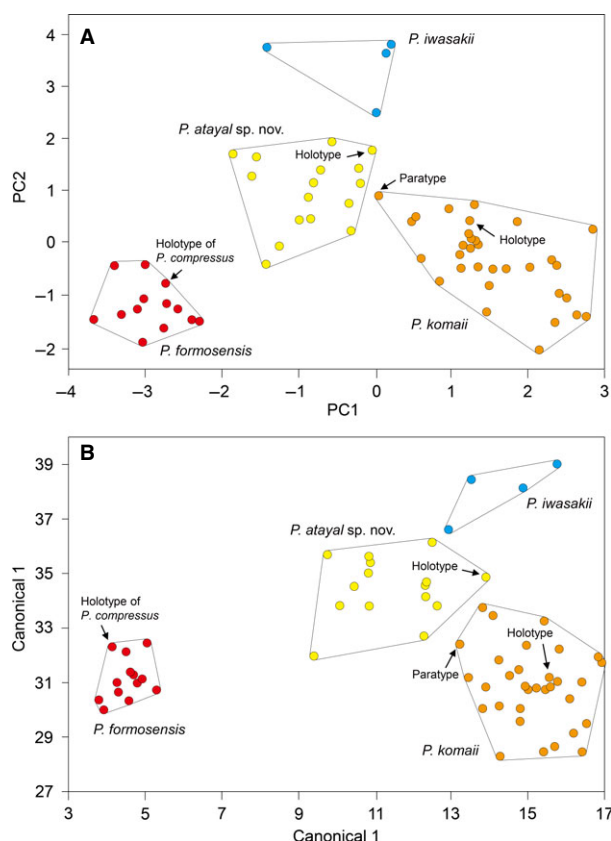 A
P. iwasakii
P. atayal sp. nov.
Holotype
Paratype
Holotype of
P. compressus
Holotype
P. komaii
P. formosensis
PC2
4
3
2
1
0
−1
−2
−4
−3
−2
−1
0
1
2
3
PC1
B
P. iwasakii
P. atayal sp. nov.
Holotype
Holotype of
P. compressus
Holotype
Paratype
P. formosensis
P. komaii
Canonical 1
39
37
35
33
31
29
27
3
5
7
9
11
13
15
17
Canonical 1